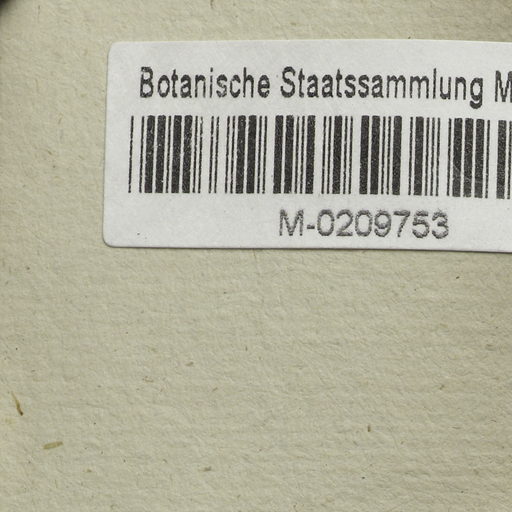 Botanische Staatssammlung M
M-0209753